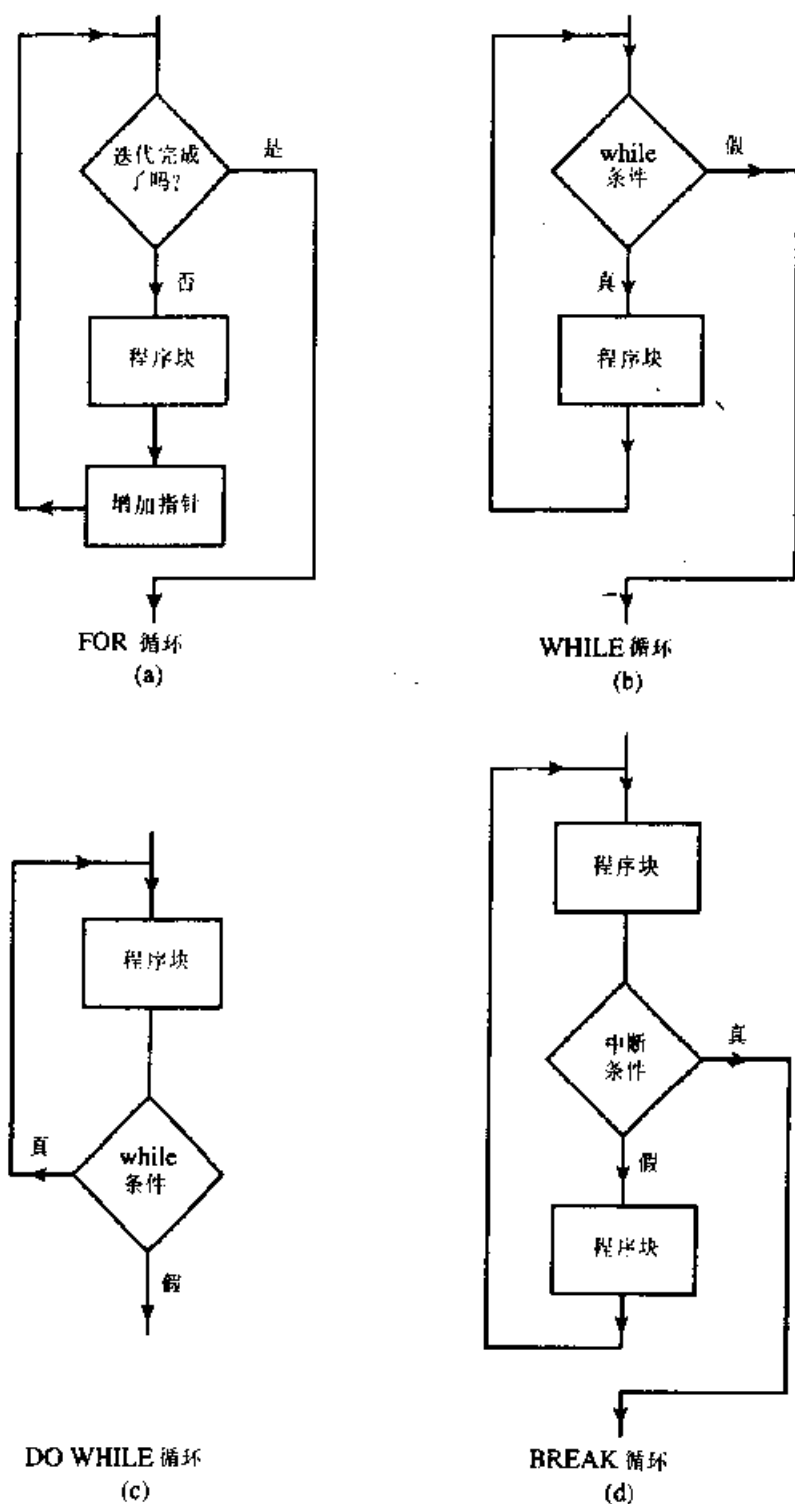 迭代完成
了吗?
是
否
程序块
增加指针
FOR 循环
(a)
while
条件
假
真
程序块
WHILE 循环
(b)
程序块
真
while
条件
假
DO WHILE 循环
(c)
程序块
中断
条件
真
假
程序块
BREAK 循环
(d)